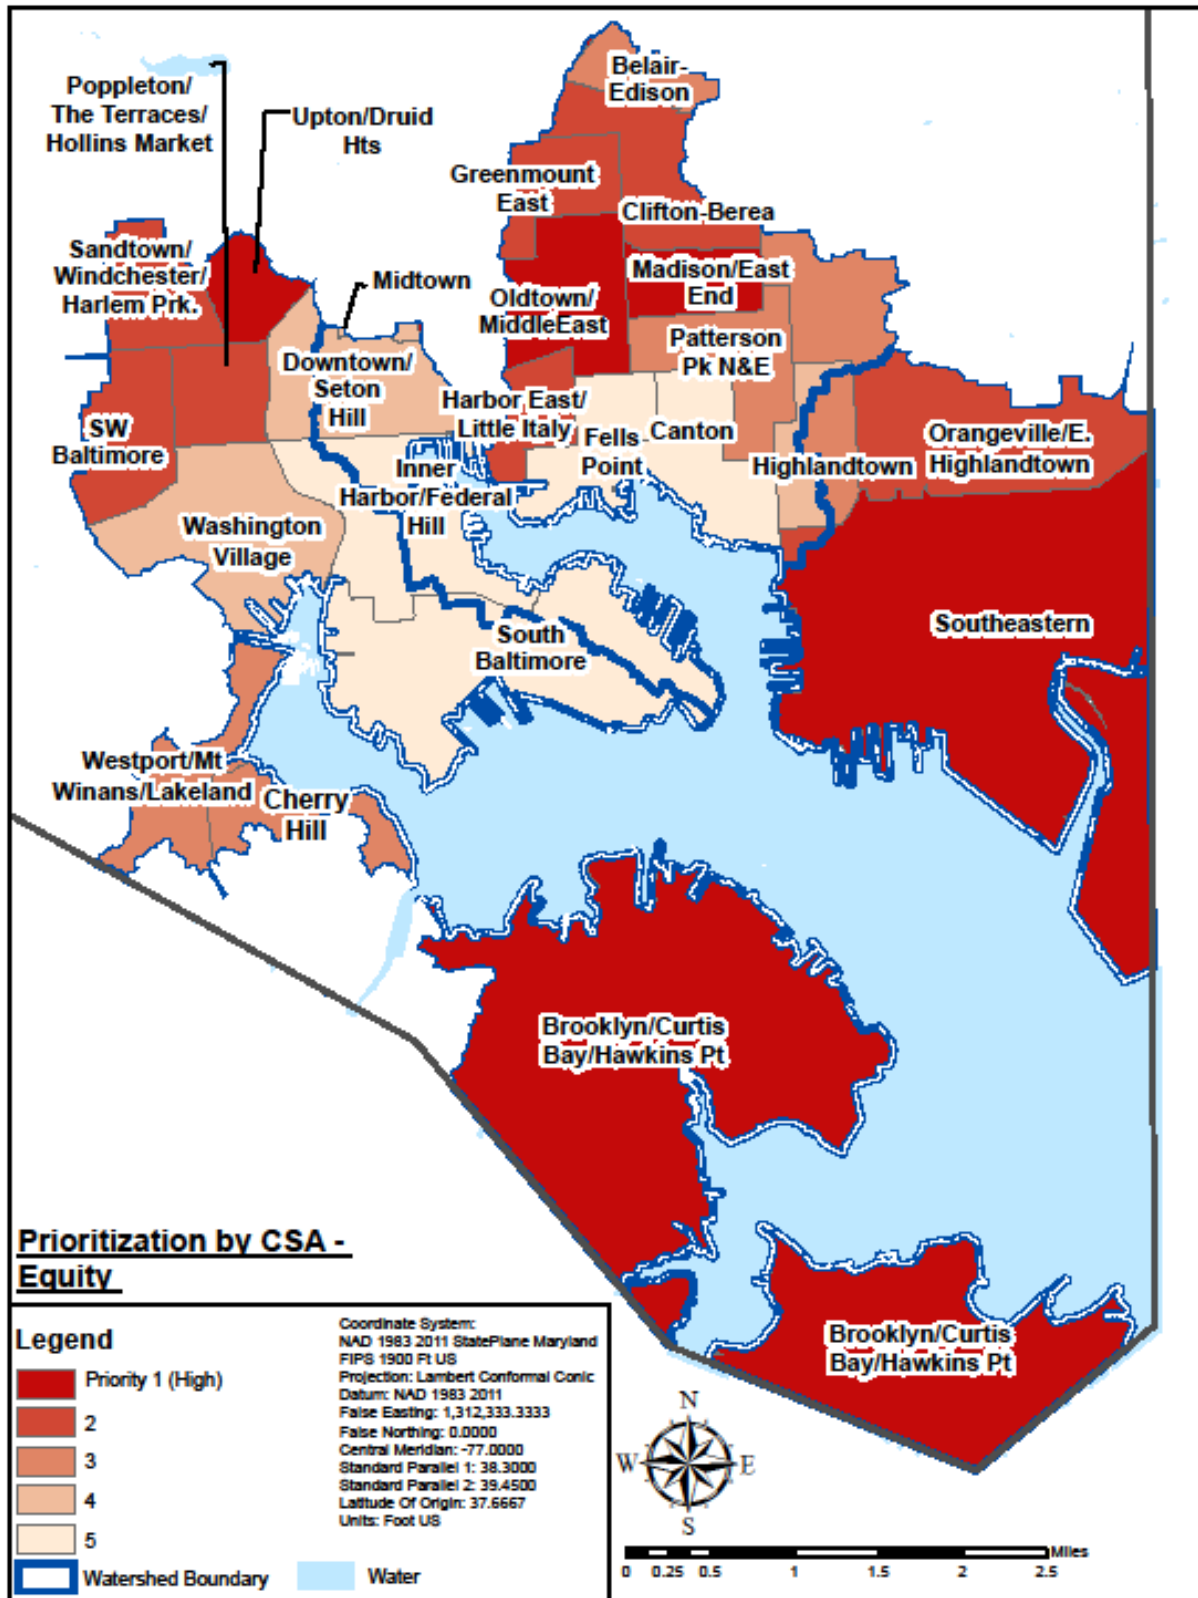 Belair-
Edison
Poppleton/
The Terraces/
Hollins Market
Upton/Druid
Hts
Greenmount
East
Clifton-Berea
Sandtown/
Windchester/
Harlem Prk.
Midtown
Madison/East
End
Oldtown/
MiddleEast
Patterson
Pk N&E
Downtown/
Seton
Hill
Harbor East/
Little Italy
SW
Baltimore
Fells
Point
Canton
Orangeville/E.
Highlandtown
Highlandtown
Inner
Harbor/Federal
Hill
Washington
Village
Southeastern
South
Baltimore
Westport/Mt
Winans/Lakeland
Cherry
Hill
Brooklyn/Curtis
Bay/Hawkins Pt
Brooklyn/Curtis
Bay/Hawkins Pt
Prioritization by CSA -
Equity
Legend
Priority 1 (High)
2
3
4
5
Watershed Boundary
Water
Coordinate System:
NAD 1983 2011 StatePlane Maryland
FIPS 1900 Ft US
Projection: Lambert Conformal Conic
Datum: NAD 1983 2011
False Easting: 1,312,333.3333
False Northing: 0.0000
Central Meridian: -77.0000
Standard Parallel 1: 38.3000
Standard Parallel 2: 39.4500
Latitude Of Origin: 37.6667
Units: Foot US
N
W E
S
Miles
0 0.25 0.5 1 1.5 2 2.5